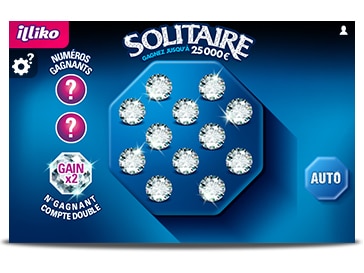 illiko
SOLITAIRE
GAGNEZ JUSQU'À 25 000 €
NUMÉROS
GAGNANTS
?
?
?
GAIN
x2
N° GAGNANT
COMPTE DOUBLE
AUTO